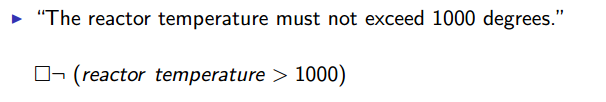 ▶ “The reactor temperature must not exceed 1000 degrees.”
□¬ (reactor temperature > 1000)